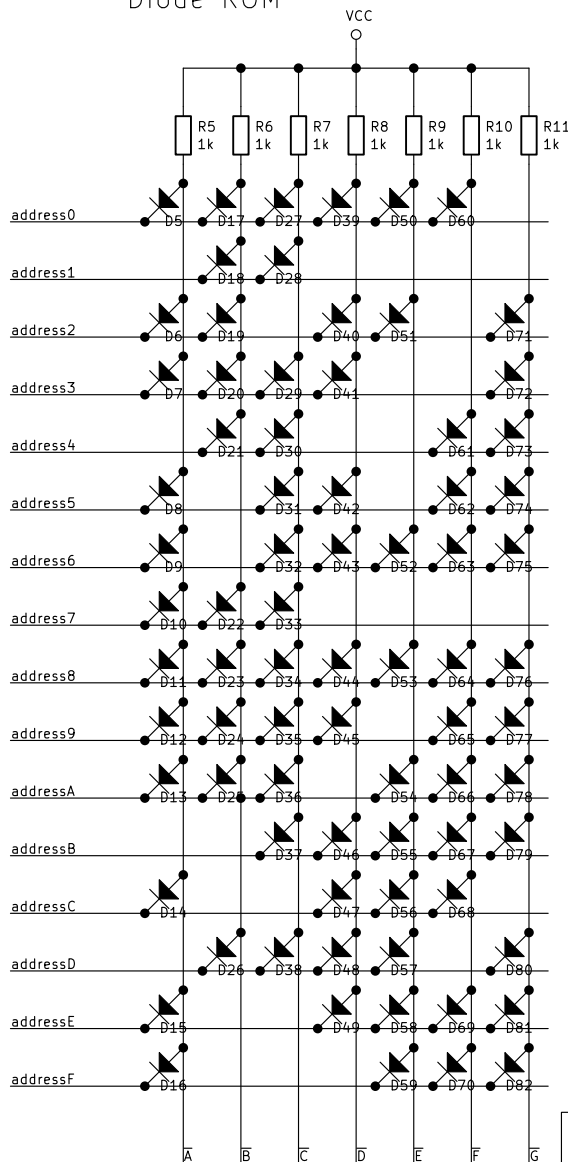 Diode ROM
VCC
R5 R6 R7 R8 R9 R10 R11
1k 1k 1k 1k 1k 1k 1k
address0 D5 D17 D27 D39 D50 D60
address1 D18 D28
address2 D6 D19 D40 D51 D71
address3 D7 D20 D29 D41 D72
address4 D21 D30 D61 D73
address5 D8 D31 D42 D62 D74
address6 D9 D32 D43 D52 D63 D75
address7 D10 D22 D33
address8 D11 D23 D34 D44 D53 D64 D76
address9 D12 D24 D35 D45 D65 D77
addressA D13 D25 D36 D54 D66 D78
addressB D37 D46 D55 D67 D79
addressC D14 D47 D56 D68
addressD D26 D38 D48 D57 D80
addressE D15 D49 D58 D69 D81
addressF D16 D59 D70 D82
A̅ B̅ C̅ D̅ E̅ F̅ G̅